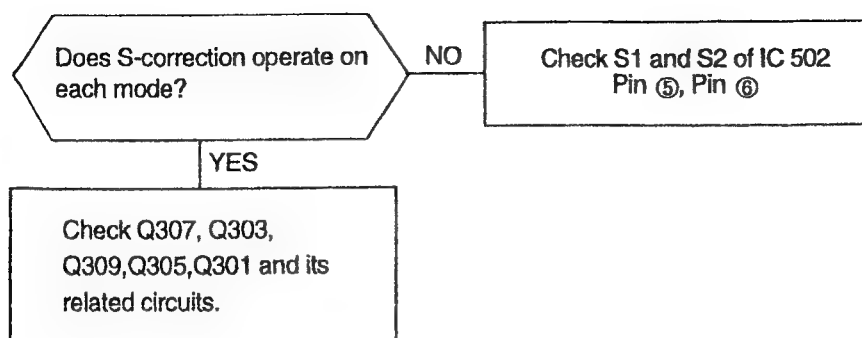 Does S-correction operate on
each mode?
NO
Check S1 and S2 of IC 502
Pin ⑤, Pin ⑥
YES
Check Q307, Q303,
Q309,Q305,Q301 and its
related circuits.